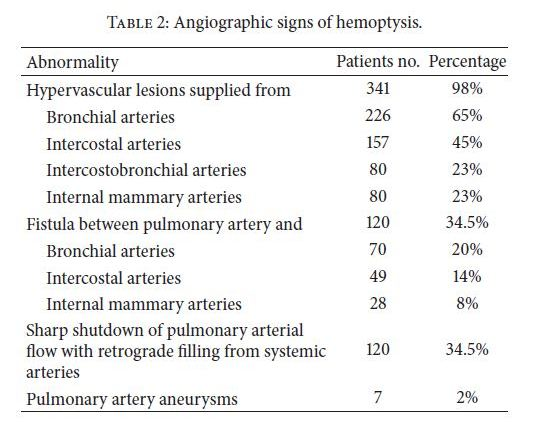 TABLE 2: Angiographic signs of hemoptysis.
Abnormality Patients no. Percentage
Hypervascular lesions supplied from 341 98%
Bronchial arteries 226 65%
Intercostal arteries 157 45%
Intercostobronchial arteries 80 23%
Internal mammary arteries 80 23%
Fistula between pulmonary artery and 120 34.5%
Bronchial arteries 70 20%
Intercostal arteries 49 14%
Internal mammary arteries 28 8%
Sharp shutdown of pulmonary arterial
flow with retrograde filling from systemic 120 34.5%
arteries
Pulmonary artery aneurysms 7 2%